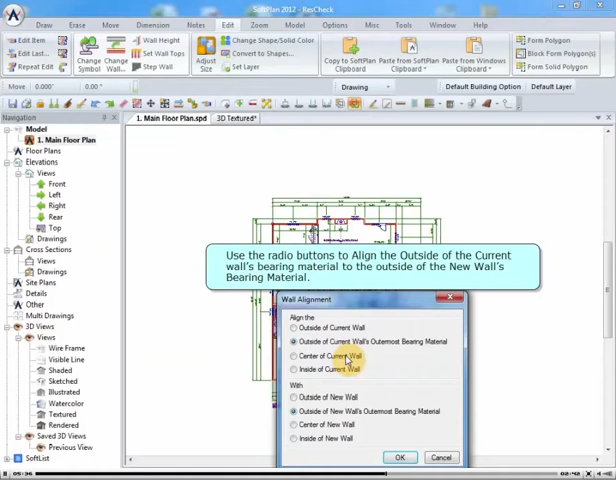 SoftPlan 2012 - ResCheck
Draw
Roof
Move
Dimension
Notes
Edit
Model
Options
Zoom
Tools
Window
Edit Item
Edit Last...
Repeat Edit
Change Symbol
Change Wall...
Wall Height
Set Wall Tops
Step Wall
Adjust Size
Change Shape/Solid Color
Convert to Shapes...
Set Layer
Copy to SoftPlan Clipboard
Paste from SoftPlan Clipboard
Paste from Windows Clipboard
Form Polygon
Block Form Polygon(s)
Form Solid Polygon
Move
0.000"
0.00 °
Drawing
Default Building Option
Default Layer
Navigation
1. Main Floor Plan.spd
3D Textured*
Model
1. Main Floor Plan
Floor Plans
Elevations
Views
Front
Left
Right
Rear
Top
Drawings
Cross Sections
Views
Drawings
Site Plans
Details
Other
Multi Drawings
3D Views
Wire Frame
Visible Line
Shaded
Sketched
Illustrated
Watercolor
Textured
Rendered
Saved 3D Views
Previous View
SoftList
Use the radio buttons to Align the Outside of the Current
wall's bearing material to the outside of the New Wall's
Bearing Material.
Wall Alignment
Align the
Outside of Current Wall
Outside of Current Wall's Outermost Bearing Material
Center of Current Wall
Inside of Current Wall
With
Outside of New Wall
Outside of New Wall's Outermost Bearing Material
Center of New Wall
Inside of New Wall
OK
Cancel
05:36
02:42